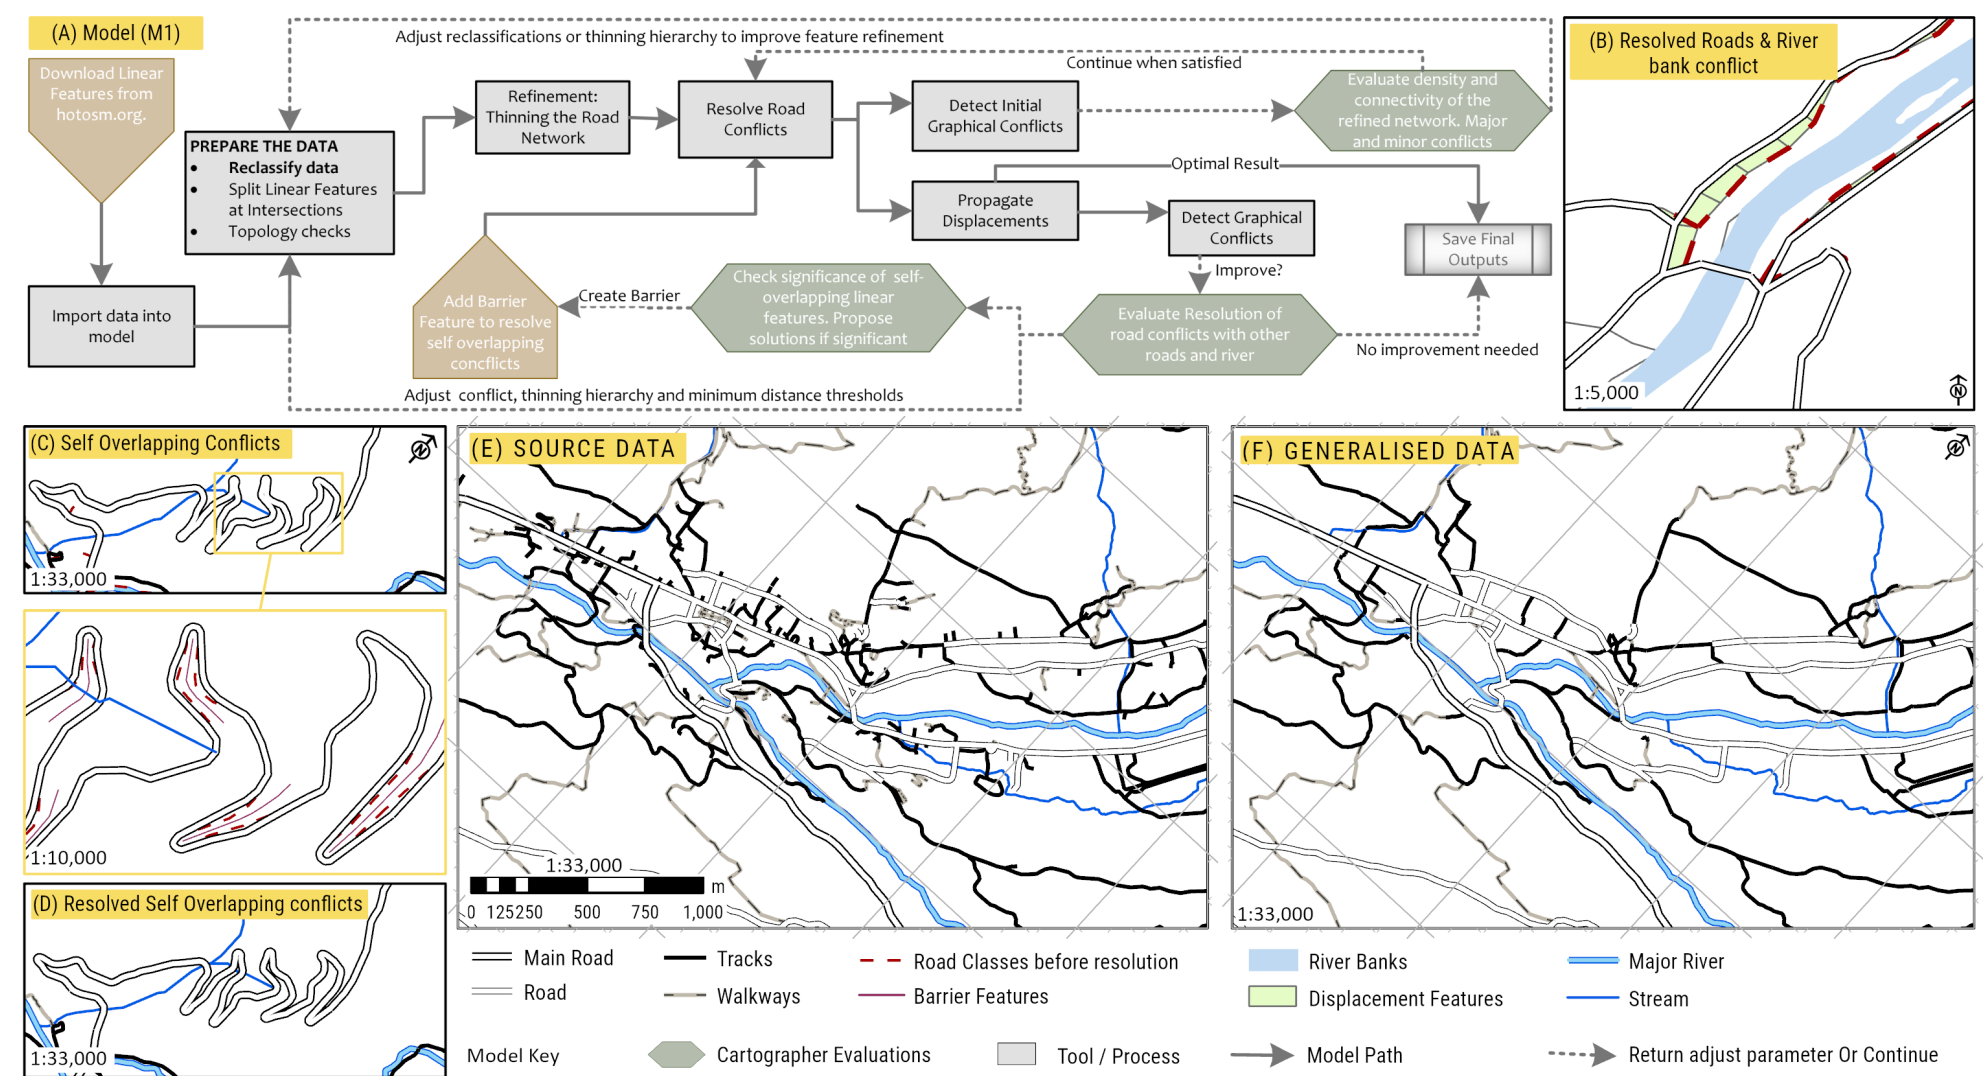 (A) Model (M1)
Download Linear
Features from
hotosm.org.
Import data into
model
PREPARE THE DATA
• Reclassify data
• Split Linear Features
at Intersections
• Topology checks
Adjust reclassifications or thinning hierarchy to improve feature refinement
Refinement:
Thinning the Road
Network
Resolve Road
Conflicts
Continue when satisfied
Detect Initial
Graphical Conflicts
Evaluate density and
connectivity of the
refined network. Major
and minor conflicts
Optimal Result
Propagate
Displacements
Detect Graphical
Conflicts
Save Final
Outputs
Improve?
Add Barrier
Feature to resolve
self overlapping
concflicts
Create Barrier
Check significance of self-
overlapping linear
features. Propose
solutions if significant
Evaluate Resolution of
road conflicts with other
roads and river
No improvement needed
Adjust conflict, thinning hierarchy and minimum distance thresholds
(B) Resolved Roads & River
bank conflict
1:5,000
N
(C) Self Overlapping Conflicts
N
1:33,000
1:10,000
(D) Resolved Self Overlapping conflicts
1:33,000
(E) SOURCE DATA
1:33,000
m
0 125 250 500 750 1,000
(F) GENERALISED DATA
N
1:33,000
Main Road
Tracks
Road Classes before resolution
River Banks
Major River
Road
Walkways
Barrier Features
Displacement Features
Stream
Model Key
Cartographer Evaluations
Tool / Process
Model Path
Return adjust parameter Or Continue